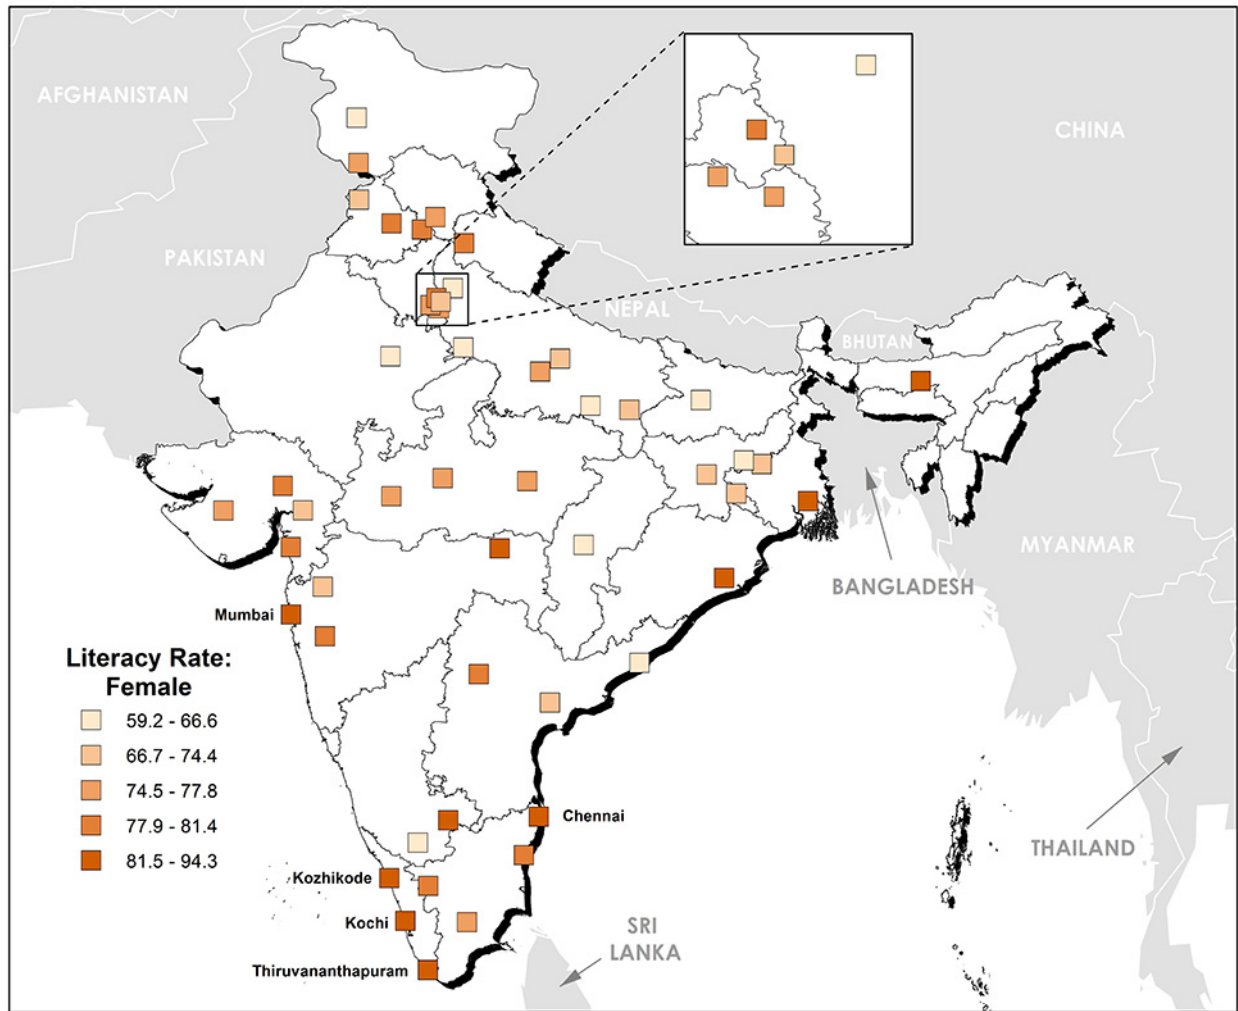 AFGHANISTAN
CHINA
PAKISTAN
NEPAL
BHUTAN
MYANMAR
BANGLADESH
Mumbai
Literacy Rate:
Female
59.2 - 66.6
66.7 - 74.4
74.5 - 77.8
77.9 - 81.4
81.5 - 94.3
Chennai
THAILAND
Kozhikode
Kochi
SRI
LANKA
Thiruvananthapuram